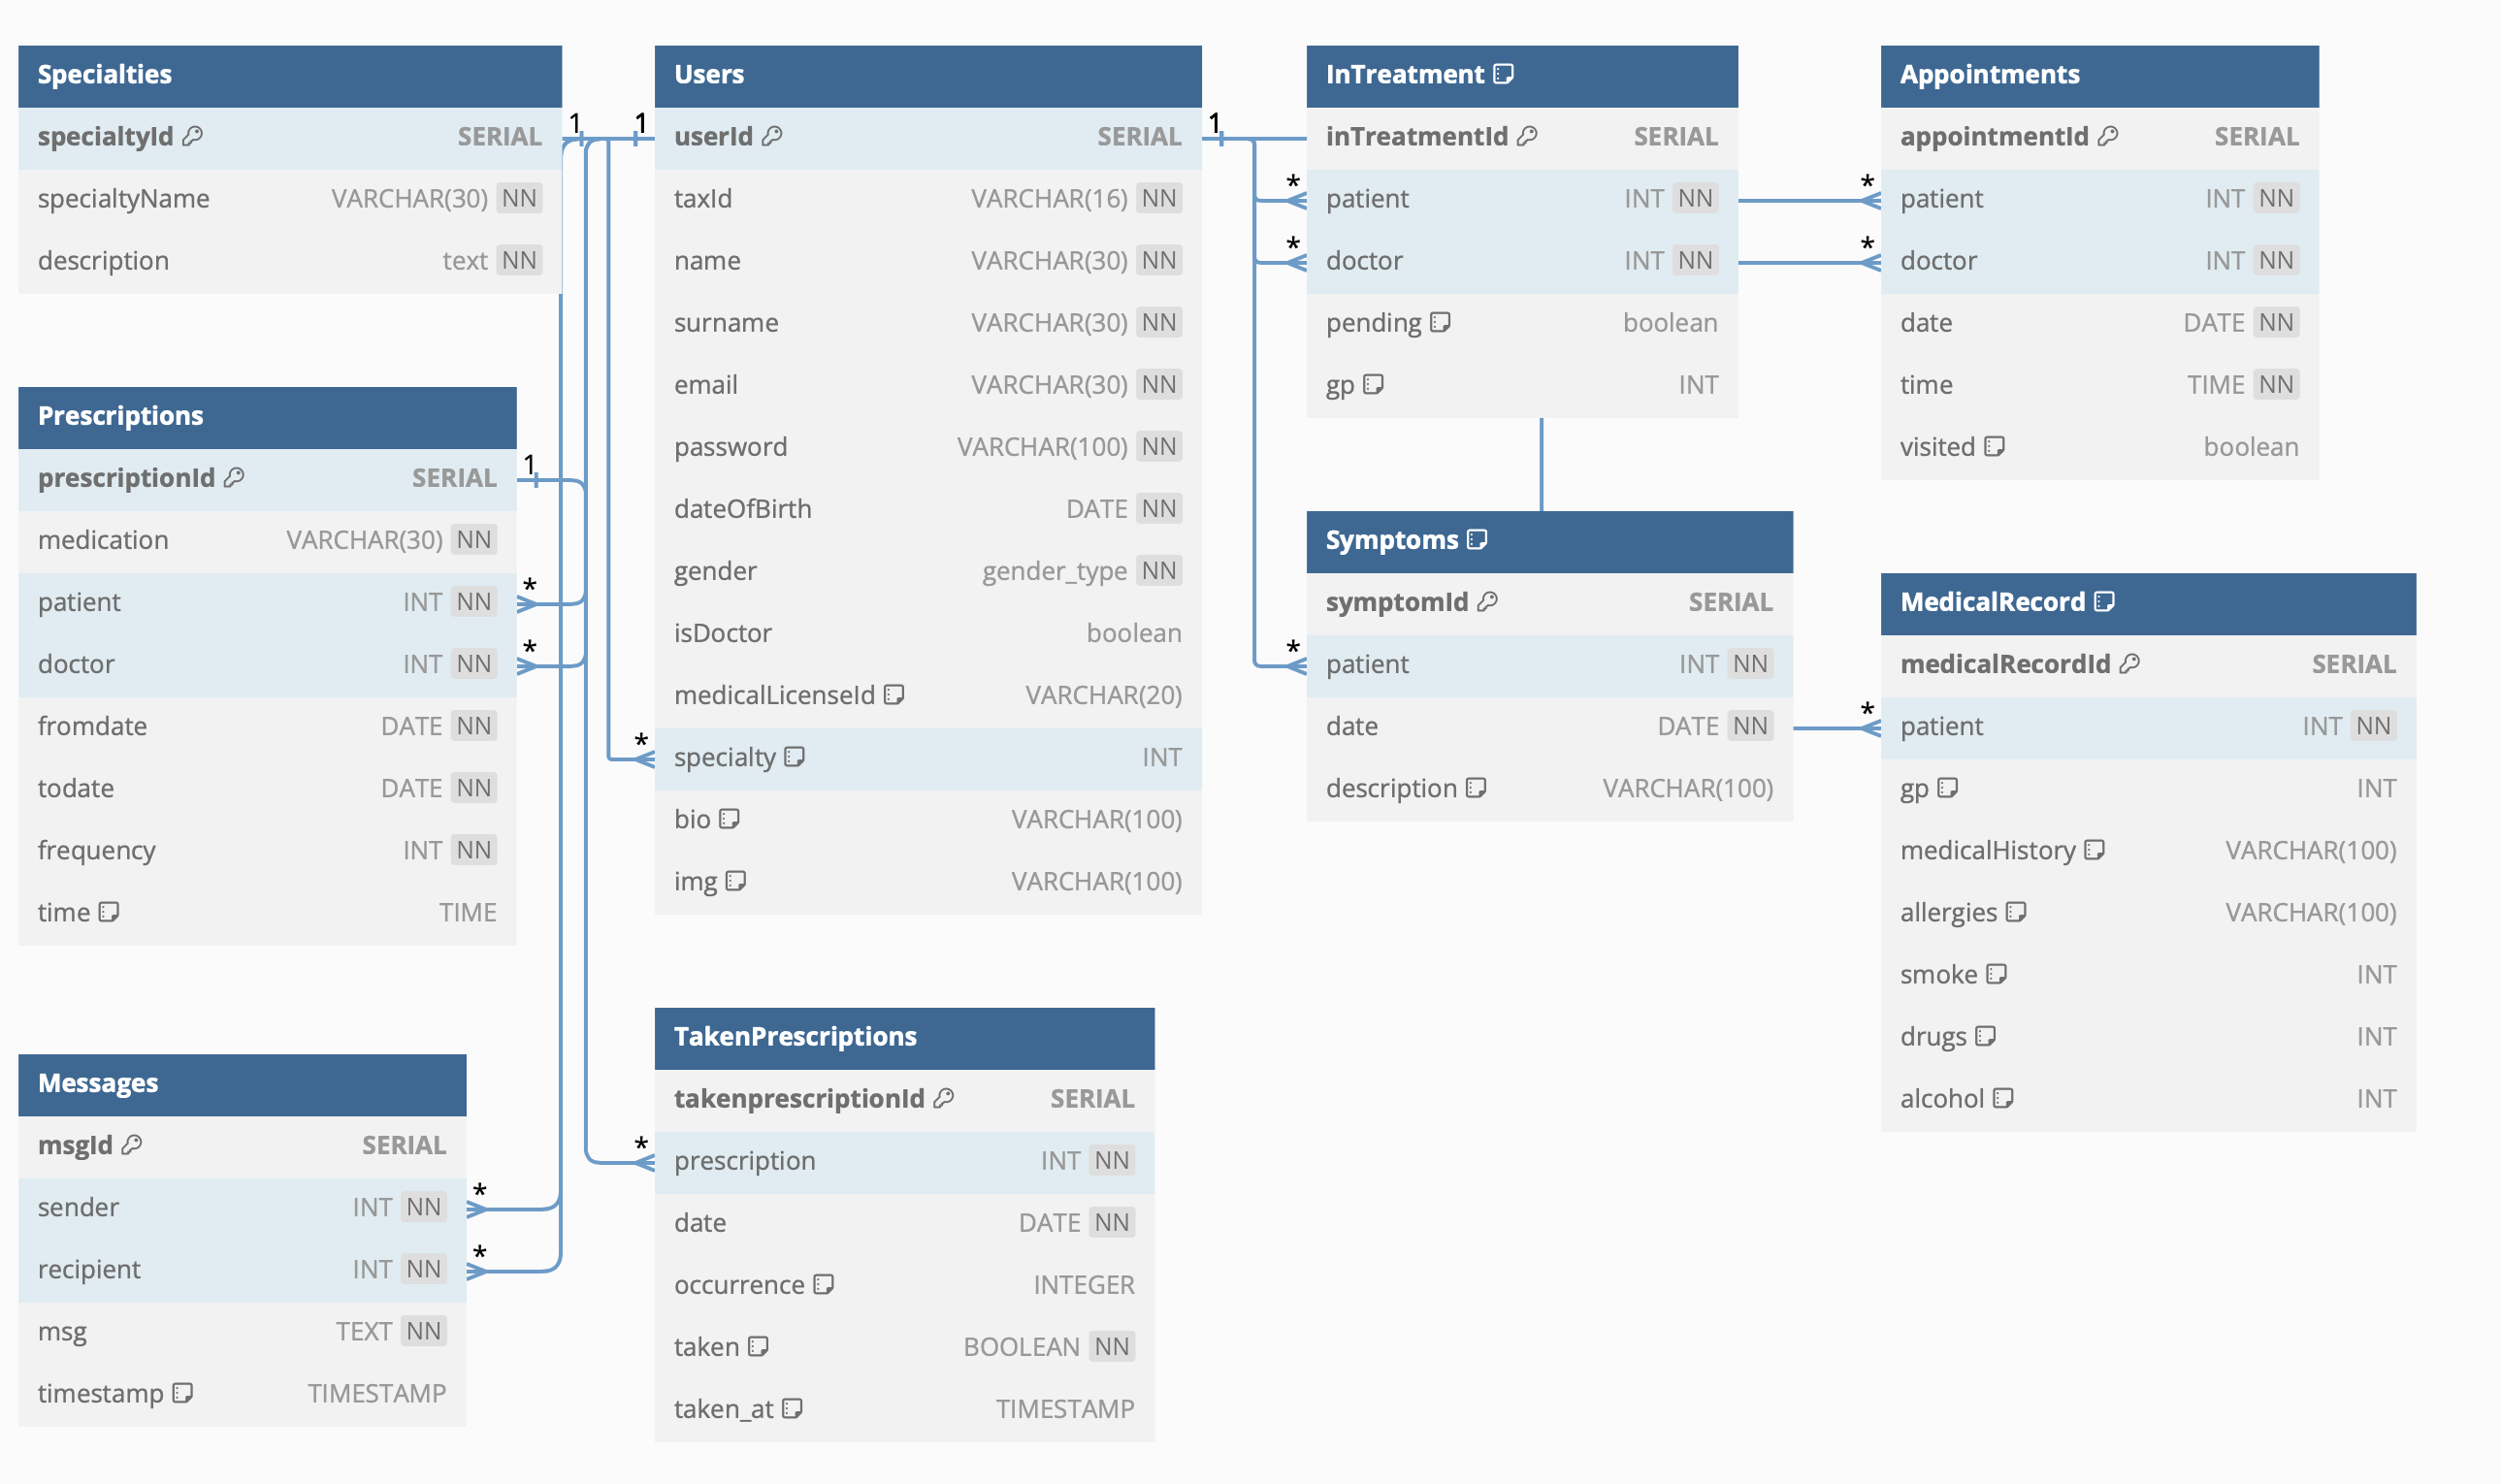 Specialties
1
specialtyId SERIAL
specialtyName VARCHAR(30) NN
description text NN
Prescriptions
1
prescriptionId SERIAL
medication VARCHAR(30) NN
*
patient INT NN
*
doctor INT NN
fromdate DATE NN
todate DATE NN
frequency INT NN
time TIME
Messages
msgId SERIAL
*
sender INT NN
*
recipient INT NN
msg TEXT NN
timestamp TIMESTAMP
Users
1
1
userId SERIAL
taxId VARCHAR(16) NN
name VARCHAR(30) NN
surname VARCHAR(30) NN
email VARCHAR(30) NN
password VARCHAR(100) NN
dateOfBirth DATE NN
gender gender_type NN
isDoctor boolean
medicalLicenseId VARCHAR(20)
*
specialty INT
bio VARCHAR(100)
img VARCHAR(100)
TakenPrescriptions
takenprescriptionId SERIAL
*
prescription INT NN
date DATE NN
occurrence INTEGER
taken BOOLEAN NN
taken_at TIMESTAMP
InTreatment
inTreatmentId SERIAL
*
patient INT NN
*
doctor INT NN
pending boolean
gp INT
Symptoms
symptomId SERIAL
*
patient INT NN
date DATE NN
description VARCHAR(100)
Appointments
appointmentId SERIAL
*
patient INT NN
*
doctor INT NN
date DATE NN
time TIME NN
visited boolean
MedicalRecord
medicalRecordId SERIAL
*
patient INT NN
gp INT
medicalHistory VARCHAR(100)
allergies VARCHAR(100)
smoke INT
drugs INT
alcohol INT